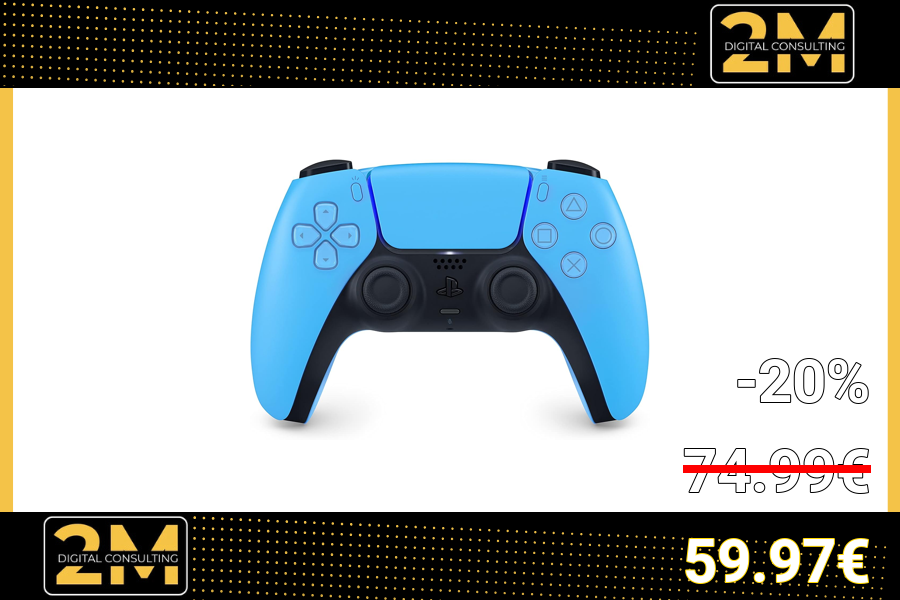 2M
DIGITAL CONSULTING
-20%
74.99€
2M
DIGITAL CONSULTING
59.97€